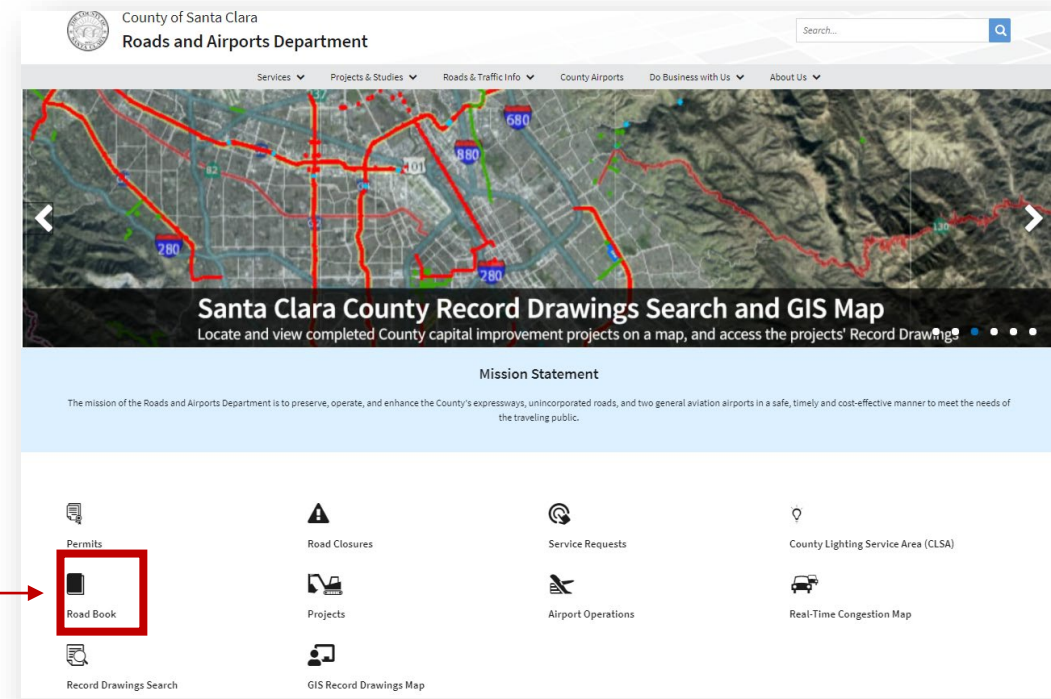 County of Santa Clara
Roads and Airports Department
Search...
Services
Projects & Studies
Roads & Traffic Info
County Airports
Do Business with Us
About Us
680
880
101
82
280
280
130
Santa Clara County Record Drawings Search and GIS Map
Locate and view completed County capital improvement projects on a map, and access the projects' Record Drawings
Mission Statement
The mission of the Roads and Airports Department is to preserve, operate, and enhance the County's expressways, unincorporated roads, and two general aviation airports in a safe, timely and cost-effective manner to meet the needs of
the traveling public.
Permits
Road Closures
Service Requests
County Lighting Service Area (CLSA)
Road Book
Projects
Airport Operations
Real-Time Congestion Map
Record Drawings Search
GIS Record Drawings Map